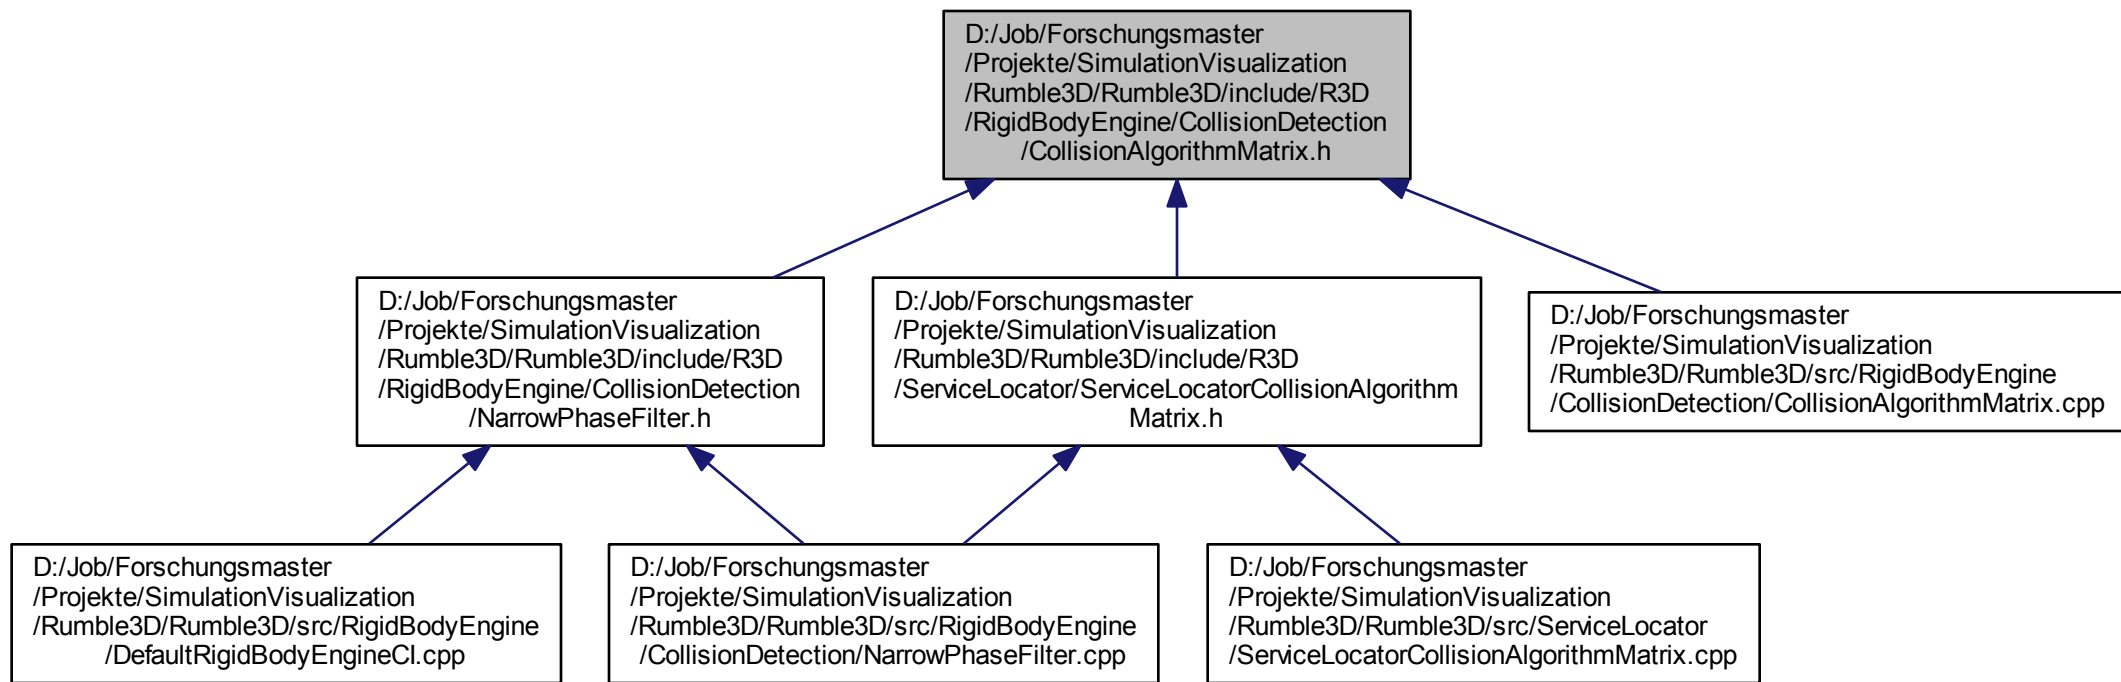 D:/Job/Forschungsmaster
/Projekte/SimulationVisualization
/Rumble3D/Rumble3D/include/R3D
/RigidBodyEngine/CollisionDetection
/CollisionAlgorithmMatrix.h
D:/Job/Forschungsmaster
/Projekte/SimulationVisualization
/Rumble3D/Rumble3D/include/R3D
/RigidBodyEngine/CollisionDetection
/NarrowPhaseFilter.h
D:/Job/Forschungsmaster
/Projekte/SimulationVisualization
/Rumble3D/Rumble3D/include/R3D
/ServiceLocator/ServiceLocatorCollisionAlgorithm
Matrix.h
D:/Job/Forschungsmaster
/Projekte/SimulationVisualization
/Rumble3D/Rumble3D/src/RigidBodyEngine
/CollisionDetection/CollisionAlgorithmMatrix.cpp
D:/Job/Forschungsmaster
/Projekte/SimulationVisualization
/Rumble3D/Rumble3D/src/RigidBodyEngine
/DefaultRigidBodyEngineCI.cpp
D:/Job/Forschungsmaster
/Projekte/SimulationVisualization
/Rumble3D/Rumble3D/src/RigidBodyEngine
/CollisionDetection/NarrowPhaseFilter.cpp
D:/Job/Forschungsmaster
/Projekte/SimulationVisualization
/Rumble3D/Rumble3D/src/ServiceLocator
/ServiceLocatorCollisionAlgorithmMatrix.cpp